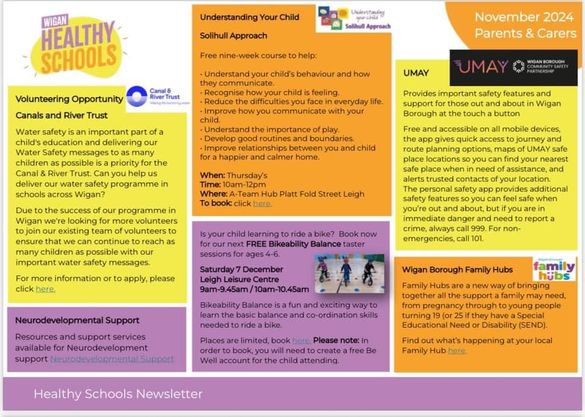 WIGAN
HEALTHY
SCHOOLS
Volunteering Opportunity
Canal &
River Trust
Canals and River Trust
Water safety is an important part of a
child's education and delivering our
Water Safety messages to as many
children as possible is a priority for the
Canal & River Trust. Can you help us
deliver our water safety programme in
schools across Wigan?
Due to the success of our programme in
Wigan we're looking for more volunteers
to join our existing team of volunteers to
ensure that we can continue to reach as
many children as possible with our
important water safety messages.
For more information or to apply, please
click here.
Neurodevelopmental Support
Resources and support services
available for Neurodevelopment
support Neurodevelopmental Support
Understanding Your Child
Understanding
your child
Solihull Approach
Solihull Approach
Free nine-week course to help:
• Understand your child's behaviour and how
they communicate.
• Recognise how your child is feeling.
• Reduce the difficulties you face in everyday life.
• Improve how you communicate with your
child.
• Understand the importance of play.
• Develop good routines and boundaries.
• Improve relationships between you and child
for a happier and calmer home.
When: Thursday's
Time: 10am-12pm
Where: A-Team Hub Platt Fold Street Leigh
To book: click here.
Is your child learning to ride a bike? Book now
for our next FREE Bikeability Balance taster
sessions for ages 4-6.
Saturday 7 December
Leigh Leisure Centre
9am-9.45am / 10am-10.45am
Bikeability Balance is a fun and exciting way to
learn the basic balance and co-ordination skills
needed to ride a bike.
Places are limited, book here. Please note: In
order to book, you will need to create a free Be
Well account for the child attending.
November 2024
Parents & Carers
UMAY
WIGAN BOROUGH
COMMUNITY SAFETY
PARTNERSHIP
UMAY
Provides important safety features and
support for those out and about in Wigan
Borough at the touch a button
Free and accessible on all mobile devices,
the app gives quick access to journey and
route planning options, maps of UMAY safe
place locations so you can find your nearest
safe place when in need of assistance, and
alerts trusted contacts of your location.
The personal safety app provides additional
safety features so you can feel safe when
you're out and about, but if you are in
immediate danger and need to report a
crime, always call 999. For non-
emergencies, call 101.
Wigan Borough Family Hubs
family
hubs
Family Hubs are a new way of bringing
together all the support a family may need,
from pregnancy through to young people
turning 19 (or 25 if they have a Special
Educational Need or Disability (SEND).
Find out what's happening at your local
Family Hub here.
Healthy Schools Newsletter